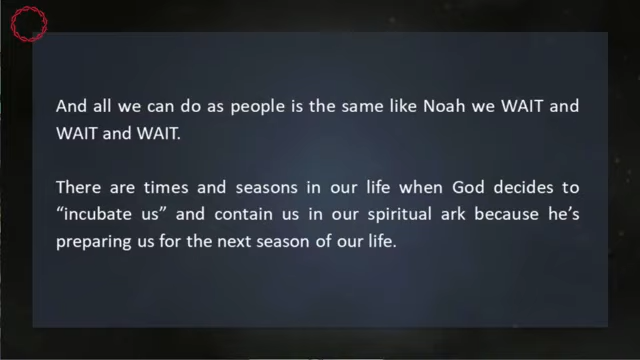 And all we can do as people is the same like Noah we WAIT and
WAIT and WAIT.
There are times and seasons in our life when God decides to
“incubate us” and contain us in our spiritual ark because he’s
preparing us for the next season of our life.